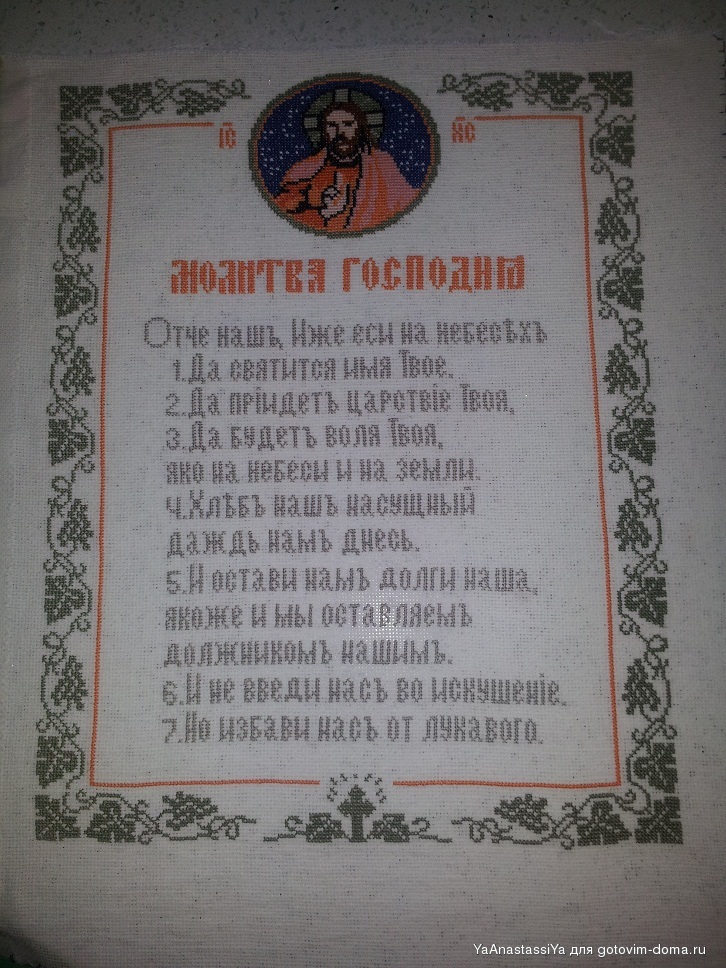 IС ХС
МОЛИТВА ГОСПОДНЯ
Отче нашъ, Иже еси на небесѣхъ
1.Да святится имя Твое.
2.Да прiидетъ царствiе Твоя,
3.Да будетъ воля Твоя,
яко на небеси и на земли.
4.Хлѣбъ нашъ насущный
даждь намъ днесь.
5.И остави намъ долги наша,
якоже и мы оставляемъ
должникомъ нашимъ.
6.И не введи насъ во искушенiе.
7.Но избави насъ от лукавого.
YaAnastassiYa для gotovim-doma.ru